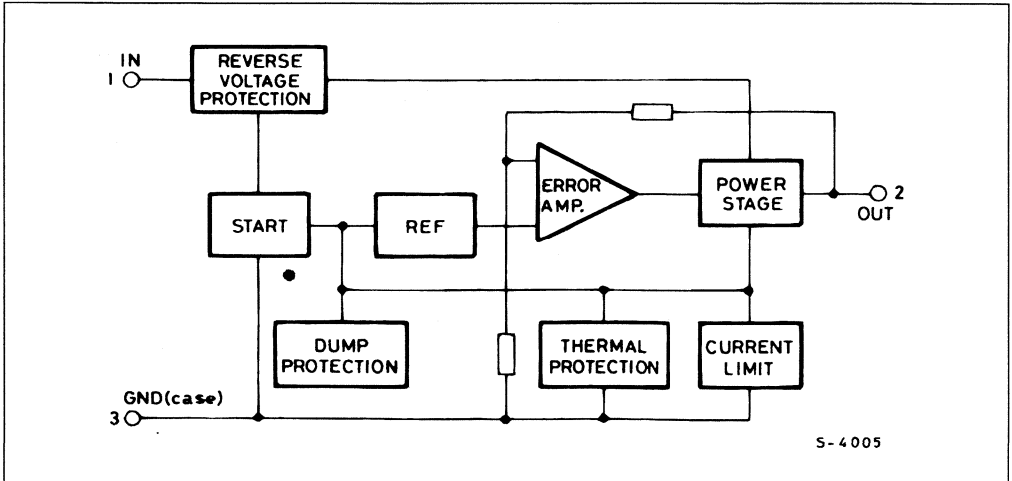 IN
1
REVERSE
VOLTAGE
PROTECTION
ERROR
AMP.
POWER
STAGE
2
OUT
START
REF
DUMP
PROTECTION
THERMAL
PROTECTION
CURRENT
LIMIT
GND(case)
3
S-4005